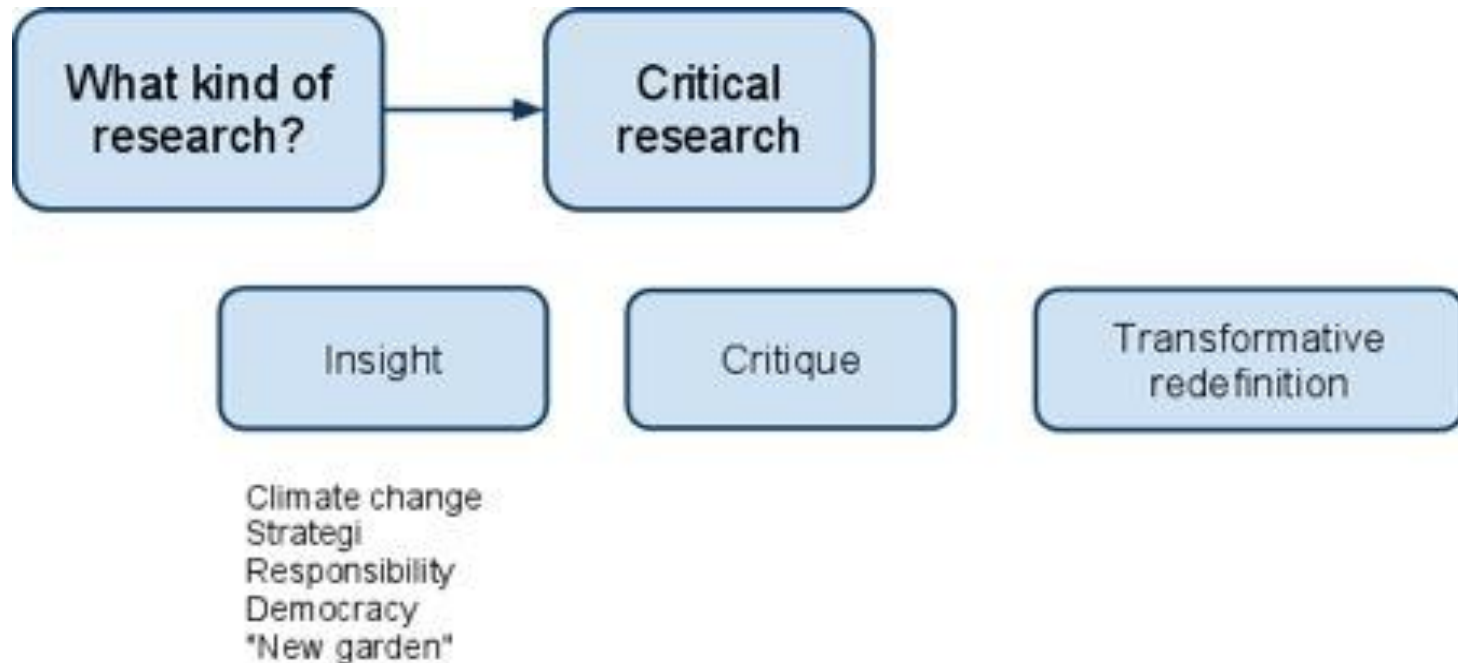 What kind of
research?
Critical
research
Insight
Critique
Transformative
redefinition
Climate change
Strategi
Responsibility
Democracy
"New garden"